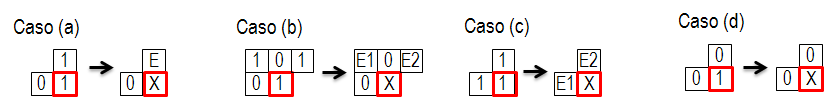 Caso (a)
1
0 1
E
0 X
Caso (b)
1 0 1
0 1
E1 0 E2
0 X
Caso (c)
1
1 1
E2
E1 X
Caso (d)
0
0 1
0
0 X